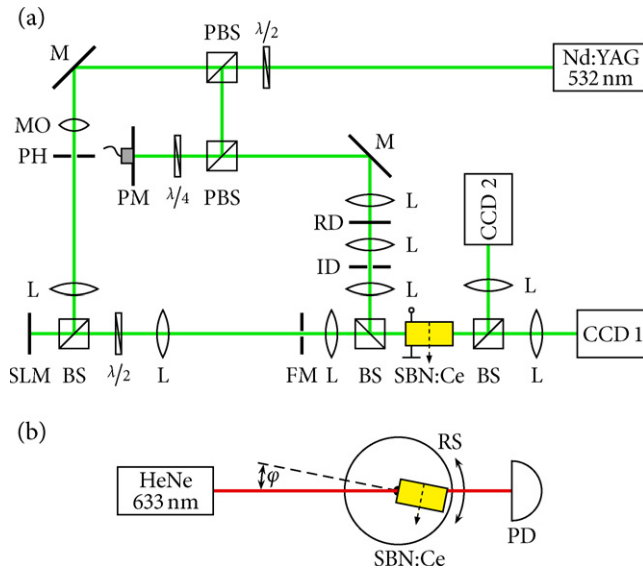 (a)
PBS
λ/2
M
Nd:YAG
532 nm
MO
PH
PM
λ/4
PBS
M
L
RD
L
ID
L
CCD 2
L
L
SLM
BS
λ/2
L
FM
L
BS
SBN:Ce
BS
L
CCD 1
(b)
HeNe
633 nm
φ
RS
SBN:Ce
PD